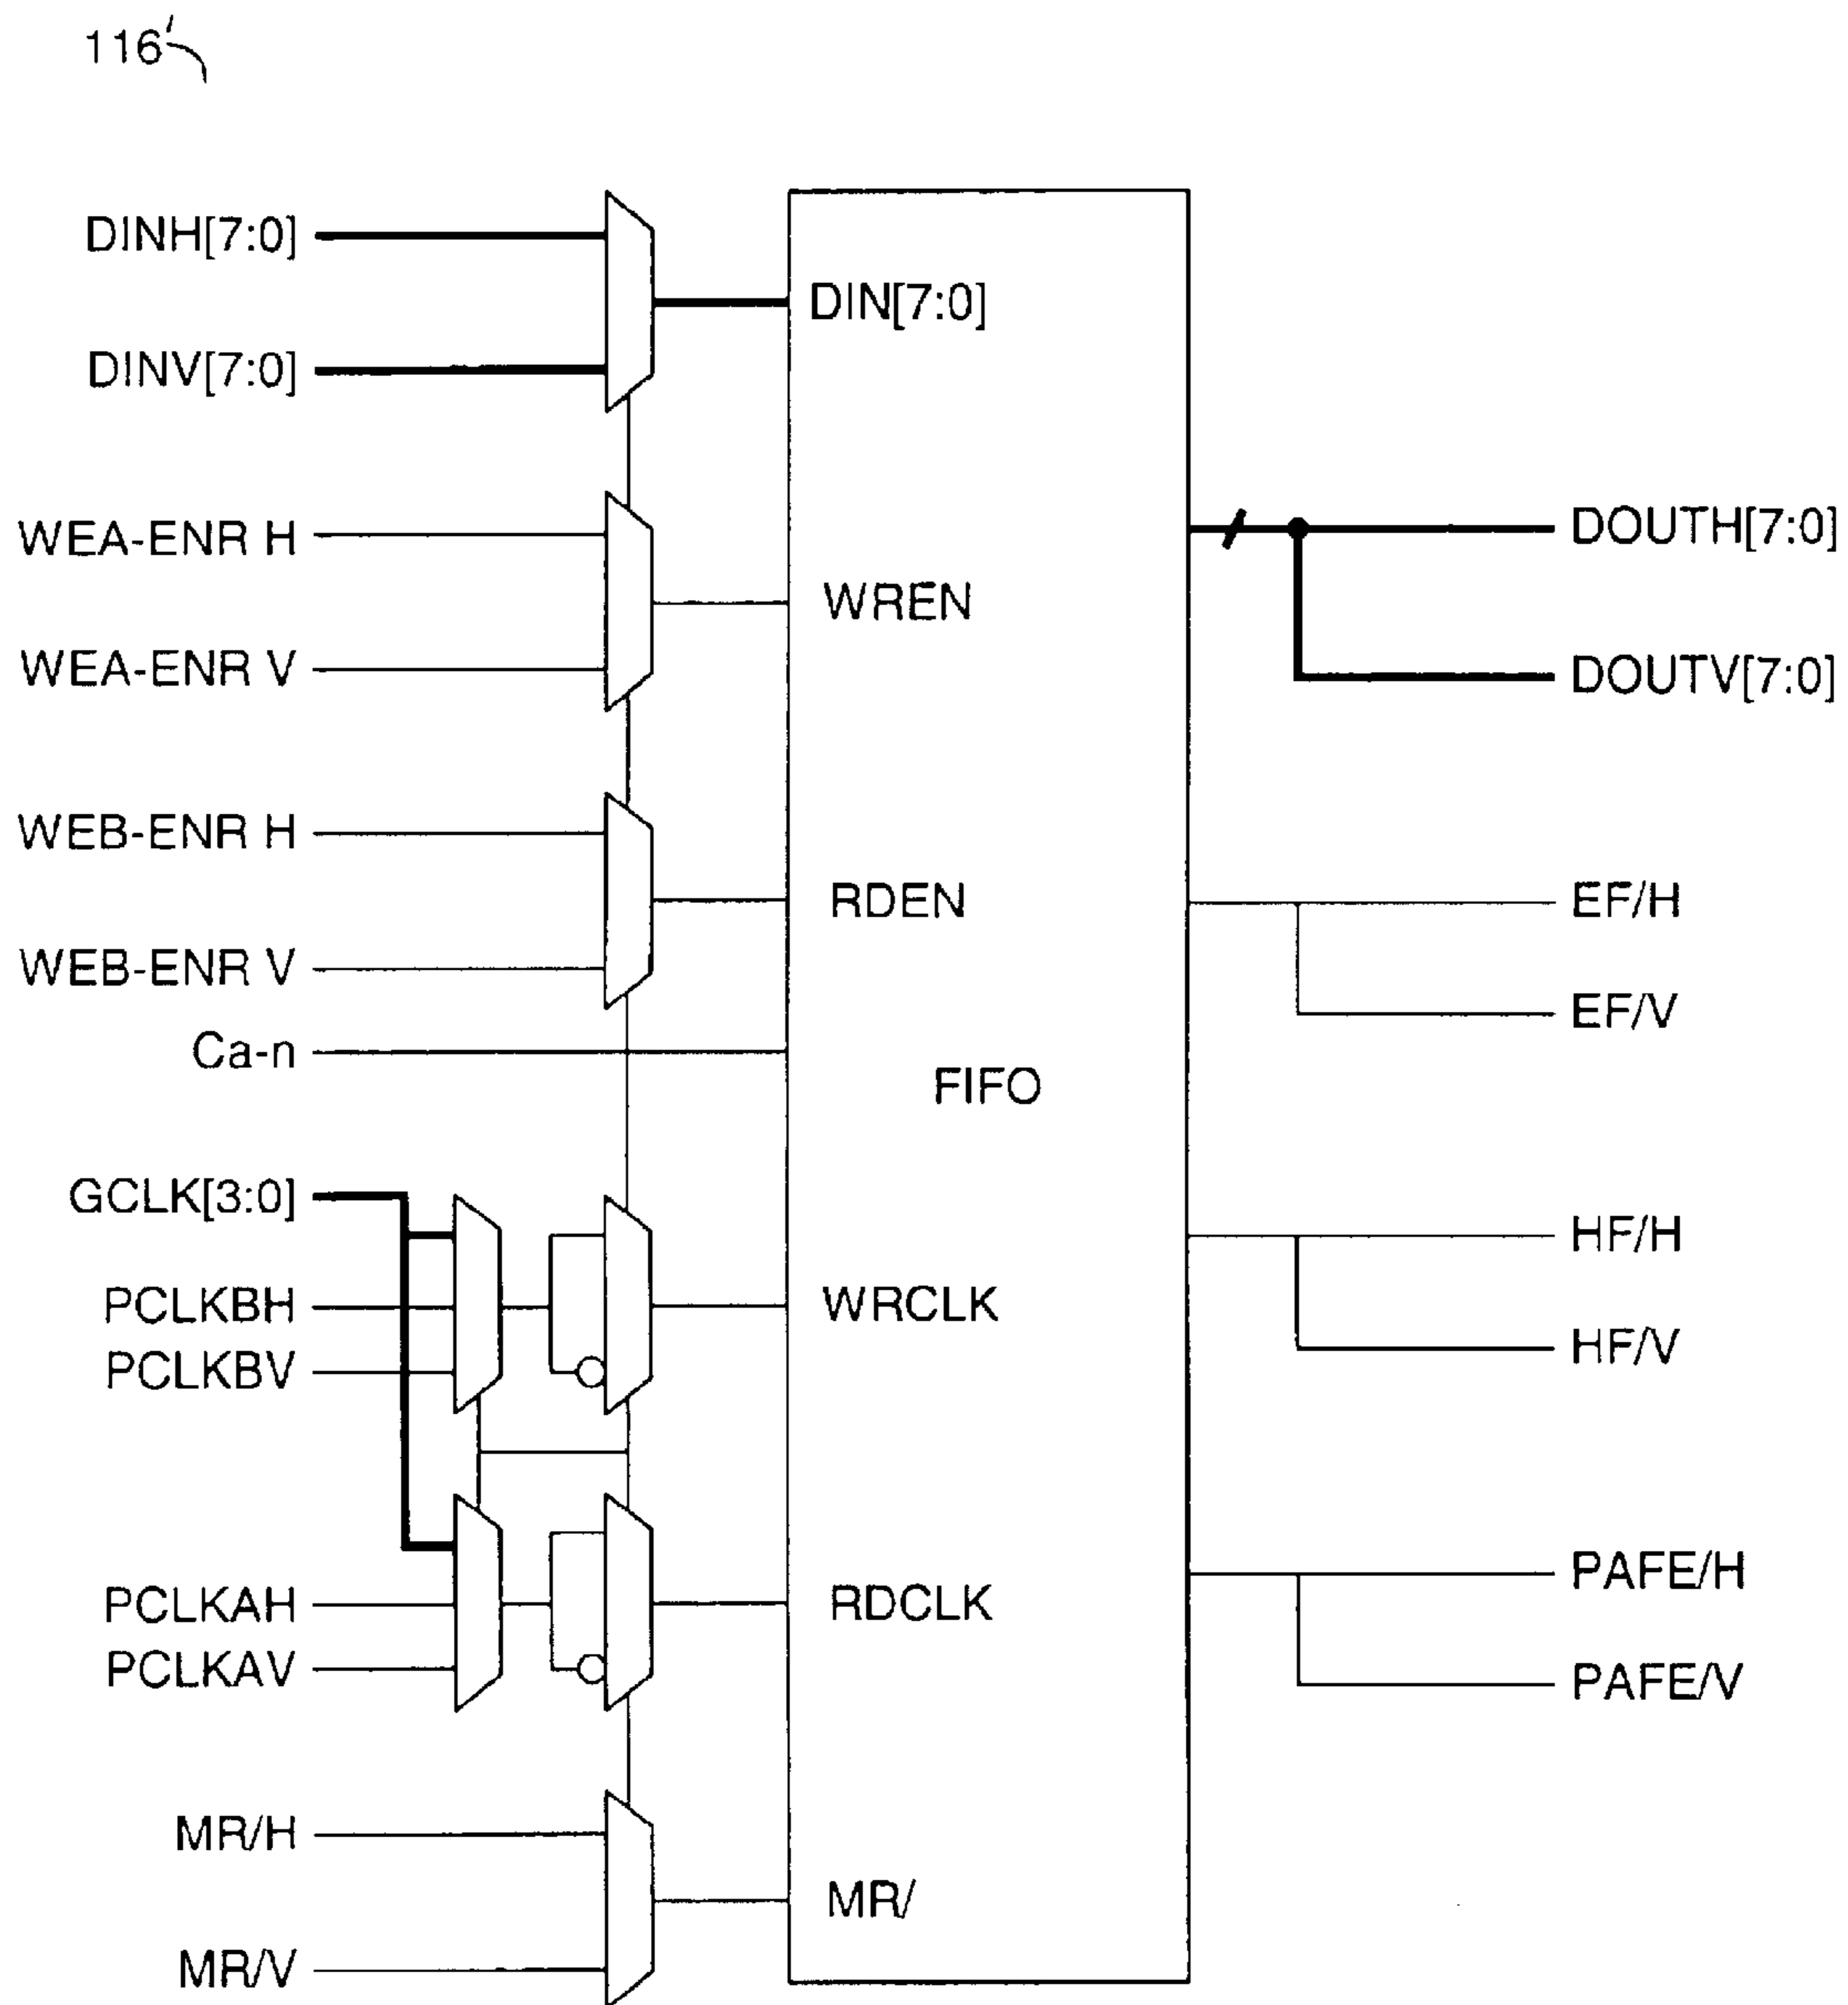 116'
DINH[7:0]
DINV[7:0]
DIN[7:0]
WEA-ENR H
WEA-ENR V
WREN
DOUTH[7:0]
DOUTV[7:0]
WEB-ENR H
WEB-ENR V
RDEN
EF/H
EF/V
Ca-n
FIFO
GCLK[3:0]
PCLKBH
PCLKBV
WRCLK
HF/H
HF/V
PCLKAH
PCLKAV
RDCLK
PAFE/H
PAFE/V
MR/H
MR/V
MR/